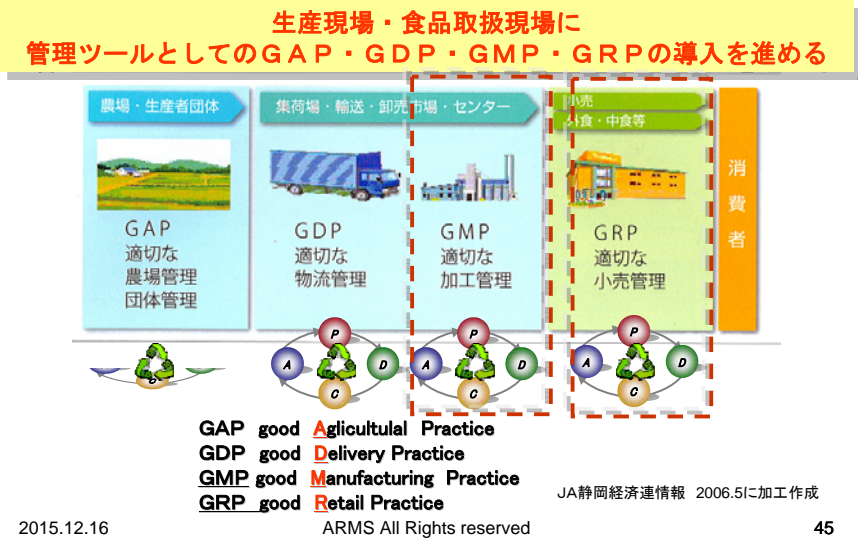 生産現場・食品取扱現場に
管理ツールとしてのＧＡＰ・ＧＤＰ・ＧＭＰ・ＧＲＰの導入を進める
農場・生産者団体
集荷場・輸送・卸売市場・センター
小売
外食・中食等
GAP
適切な
農場管理
団体管理
GDP
適切な
物流管理
GMP
適切な
加工管理
GRP
適切な
小売管理
消費者
P
A D
C
P
A D
C
P
A D
C
C
GAP good Aglicultulal Practice
GDP good Delivery Practice
GMP good Manufacturing Practice
GRP good Retail Practice
JA静岡経済連情報 2006.5に加工作成
2015.12.16
ARMS All Rights reserved
45